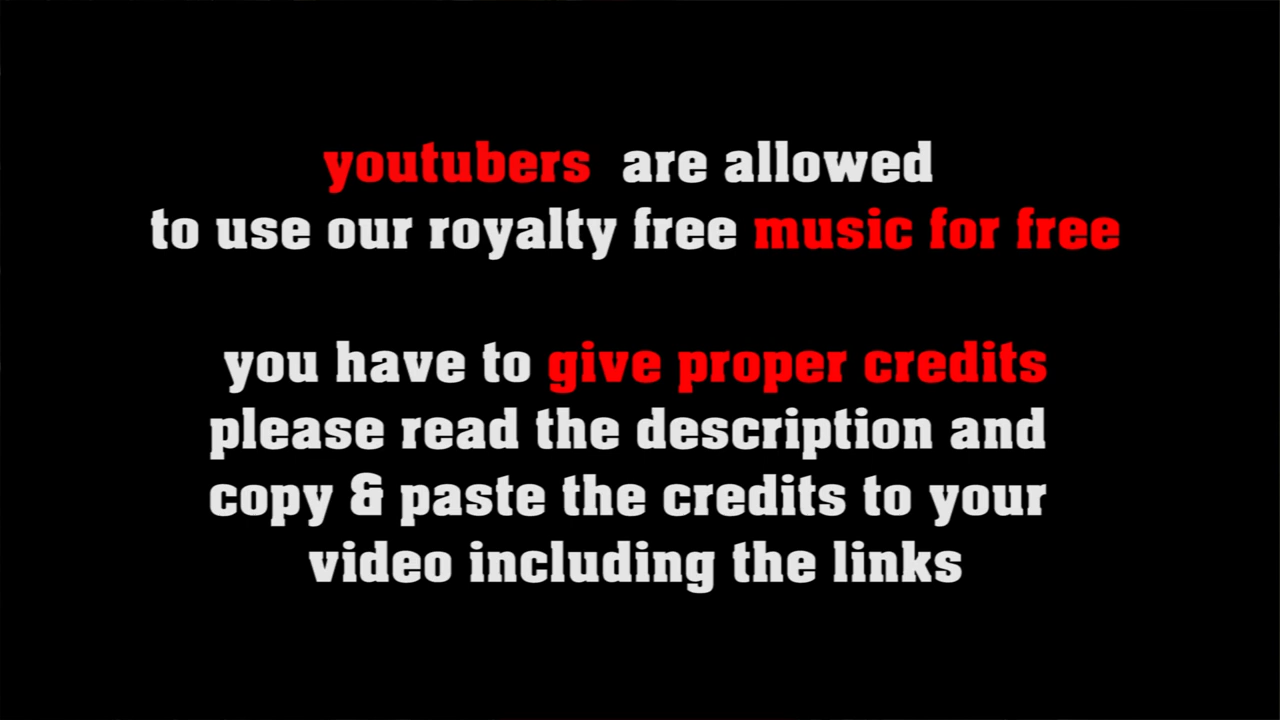 youtubers are allowed
to use our royalty free music for free
you have to give proper credits
please read the description and
copy & paste the credits to your
video including the links